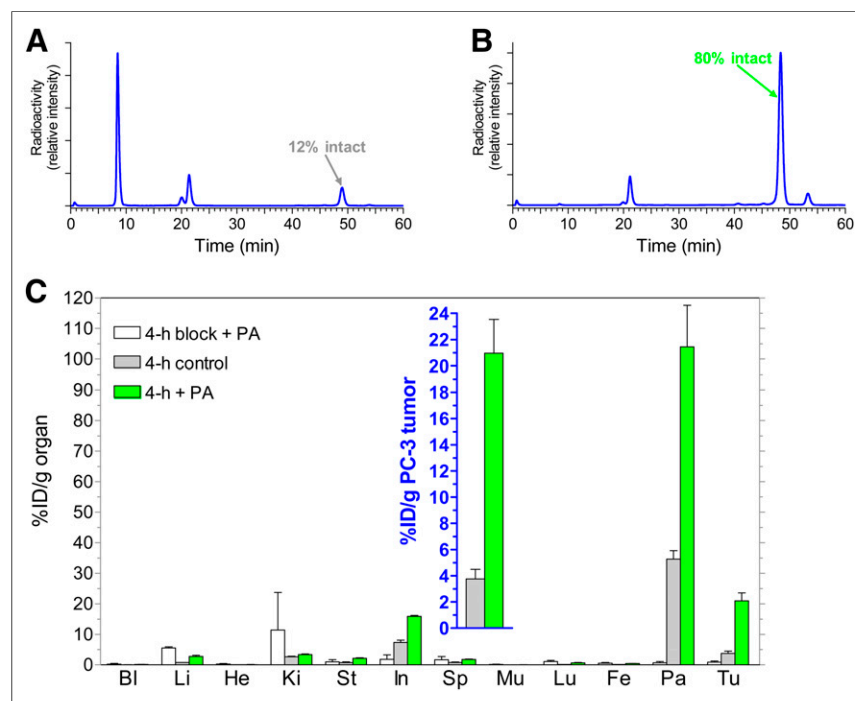 A
Radioactivity
(relative intensity)
12% intact
0 10 20 30 40 50 60
Time (min)
B
Radioactivity
(relative intensity)
80% intact
0 20 40 60
Time (min)
C
%ID/g organ
120
110
100
90
80
70
60
50
40
30
20
10
0
4-h block + PA
4-h control
4-h + PA
%ID/g PC-3 tumor
24
22
20
18
16
14
12
10
8
6
4
2
0
Bl Li He Ki St In Sp Mu Lu Fe Pa Tu